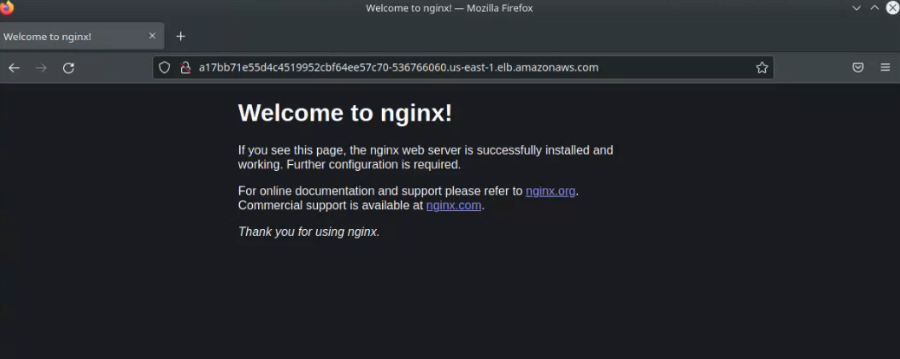 Welcome to nginx! — Mozilla Firefox
Welcome to nginx!
a17bb71e55d4c4519952cbf64ee57c70-536766060.us-east-1.elb.amazonaws.com
Welcome to nginx!
If you see this page, the nginx web server is successfully installed and
working. Further configuration is required.
For online documentation and support please refer to nginx.org.
Commercial support is available at nginx.com.
Thank you for using nginx.